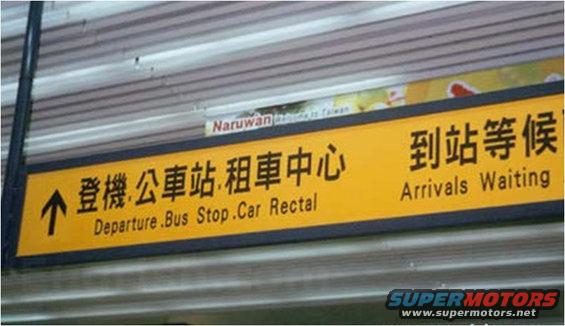 Naruwan Welcome to Taiwan
登機.公車站.租車中心
Departure.Bus Stop.Car Rectal
到站等候
Arrivals Waiting
SUPERMOTORS
www.supermotors.net